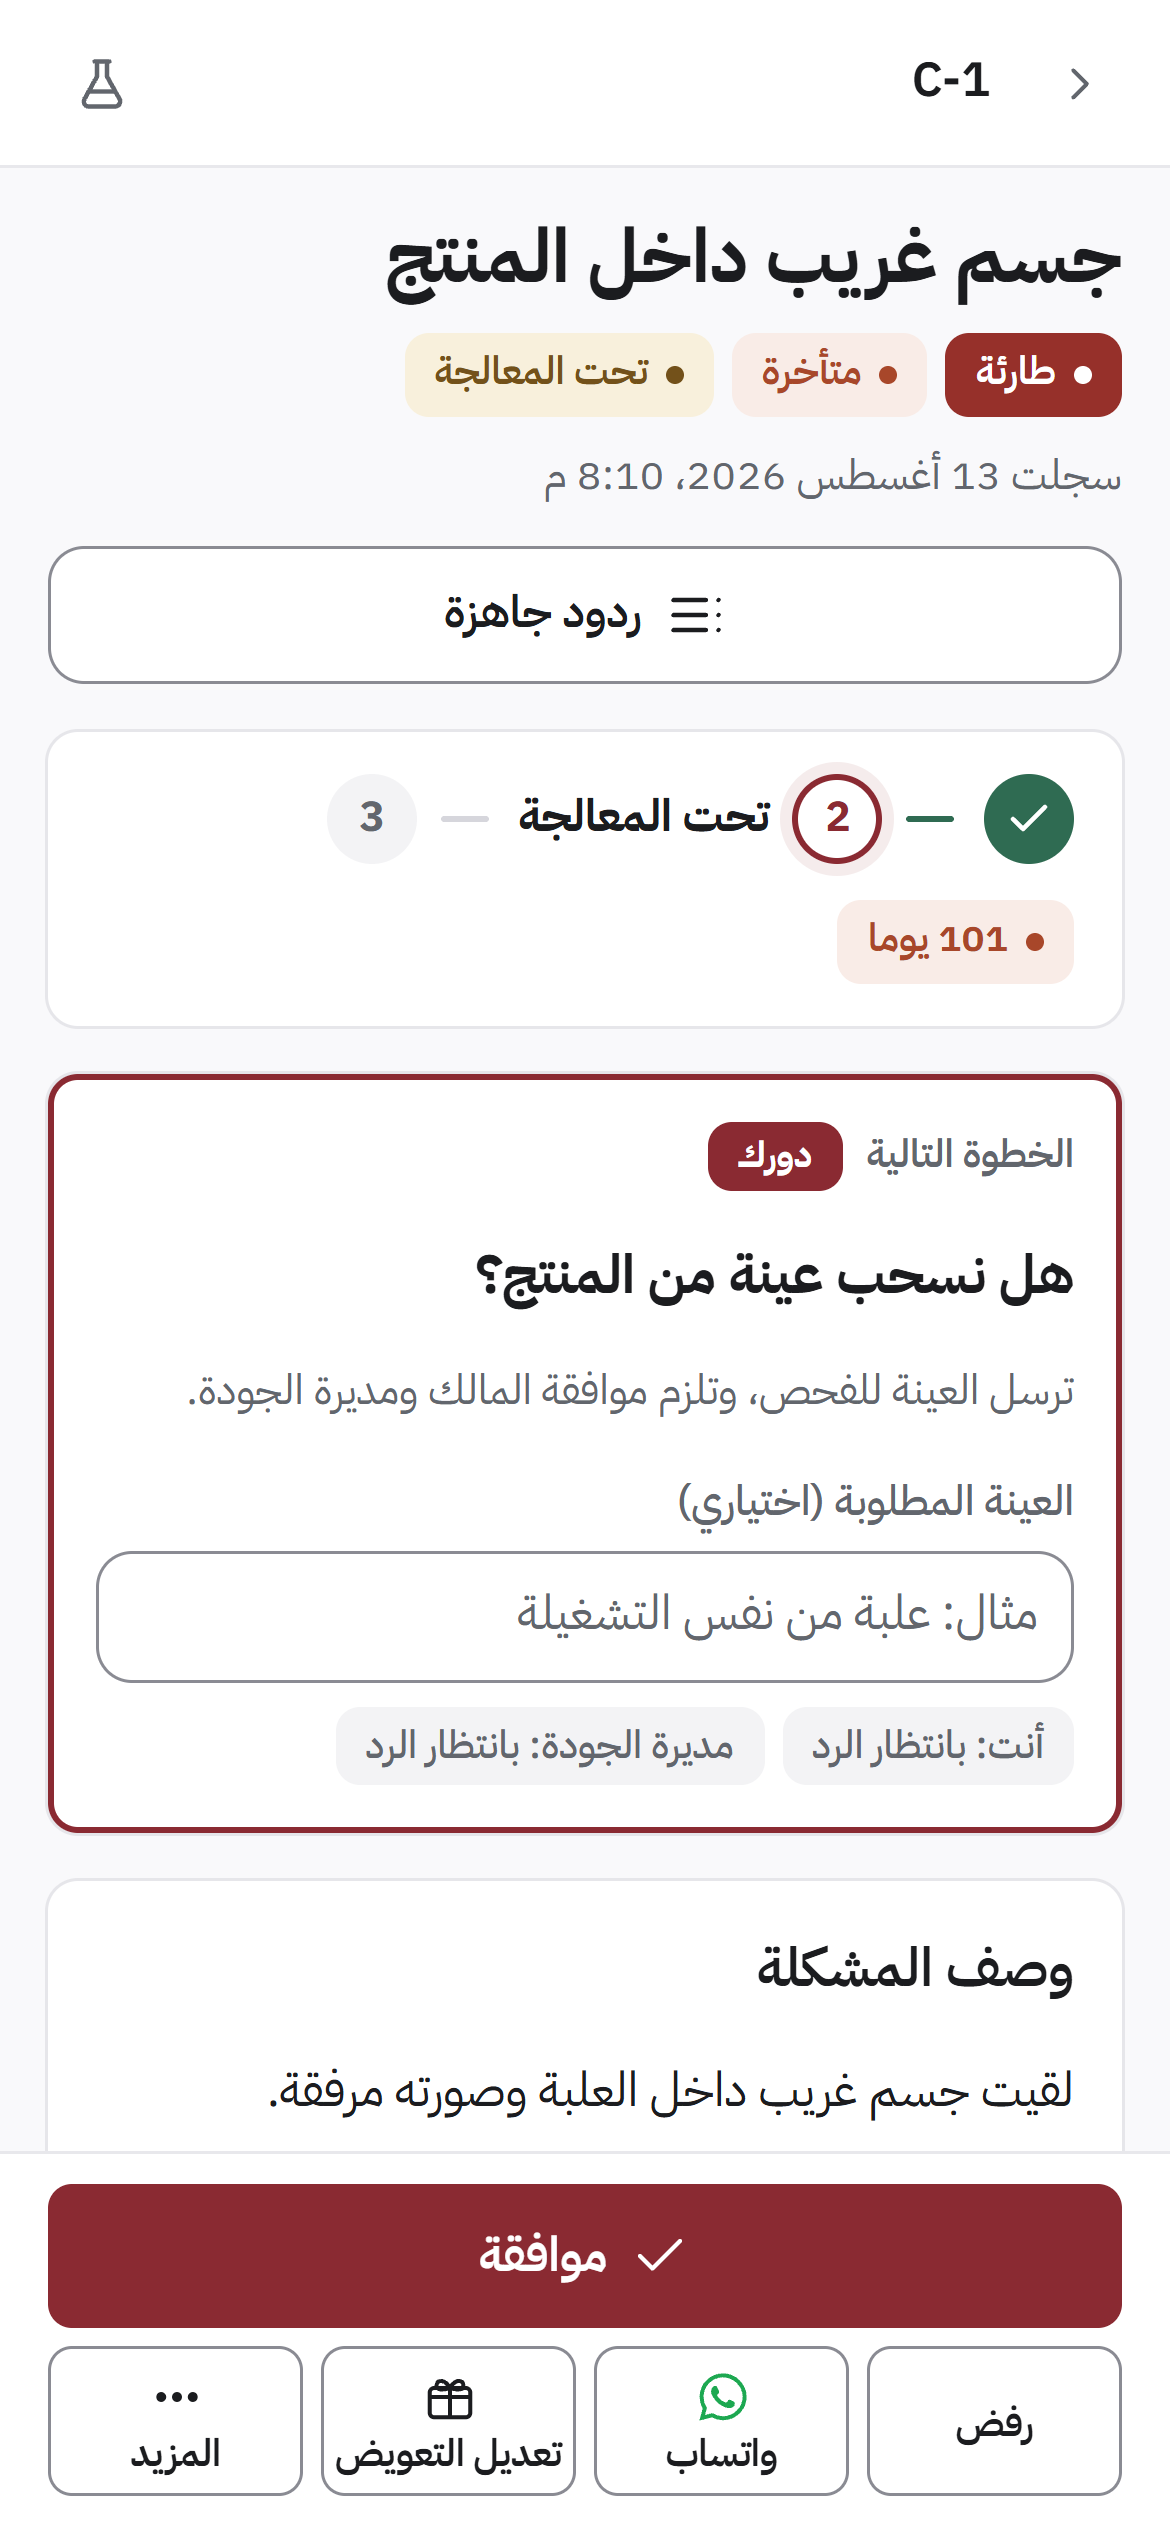 C-1
جسم غريب داخل المنتج
طارئة
متأخرة
تحت المعالجة
سجلت 13 أغسطس 2026، 8:10 م
ردود جاهزة
2 تحت المعالجة 3
101 يوما
الخطوة التالية
دورك
هل نسحب عينة من المنتج؟
ترسل العينة للفحص، وتلزم موافقة المالك ومديرة الجودة.
العينة المطلوبة (اختياري)
مثال: علبة من نفس التشغيلة
أنت: بانتظار الرد
مديرة الجودة: بانتظار الرد
وصف المشكلة
لقيت جسم غريب داخل العلبة وصورته مرفقة.
موافقة
رفض
واتساب
تعديل التعويض
المزيد